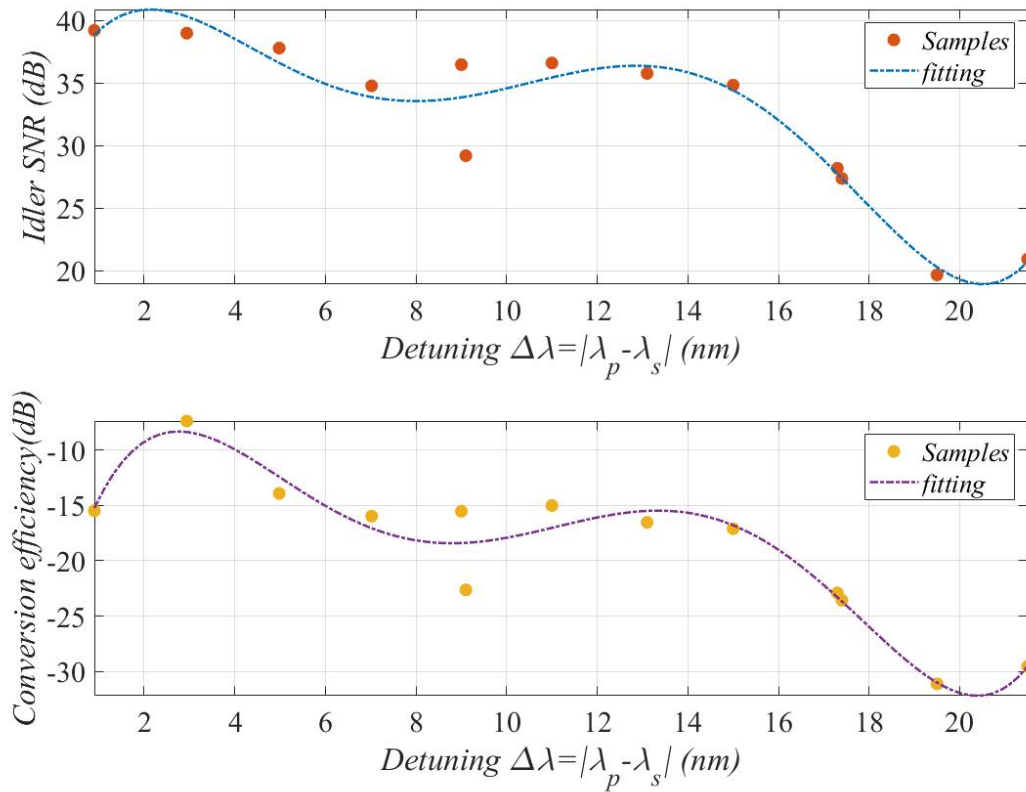 Idler SNR (dB)
40
35
30
25
20
Samples
fitting
2 4 6 8 10 12 14 16 18 20
Detuning Δλ=|λp-λs| (nm)
Conversion efficiency(dB)
-10
-15
-20
-25
-30
Samples
fitting
2 4 6 8 10 12 14 16 18 20
Detuning Δλ=|λp-λs| (nm)